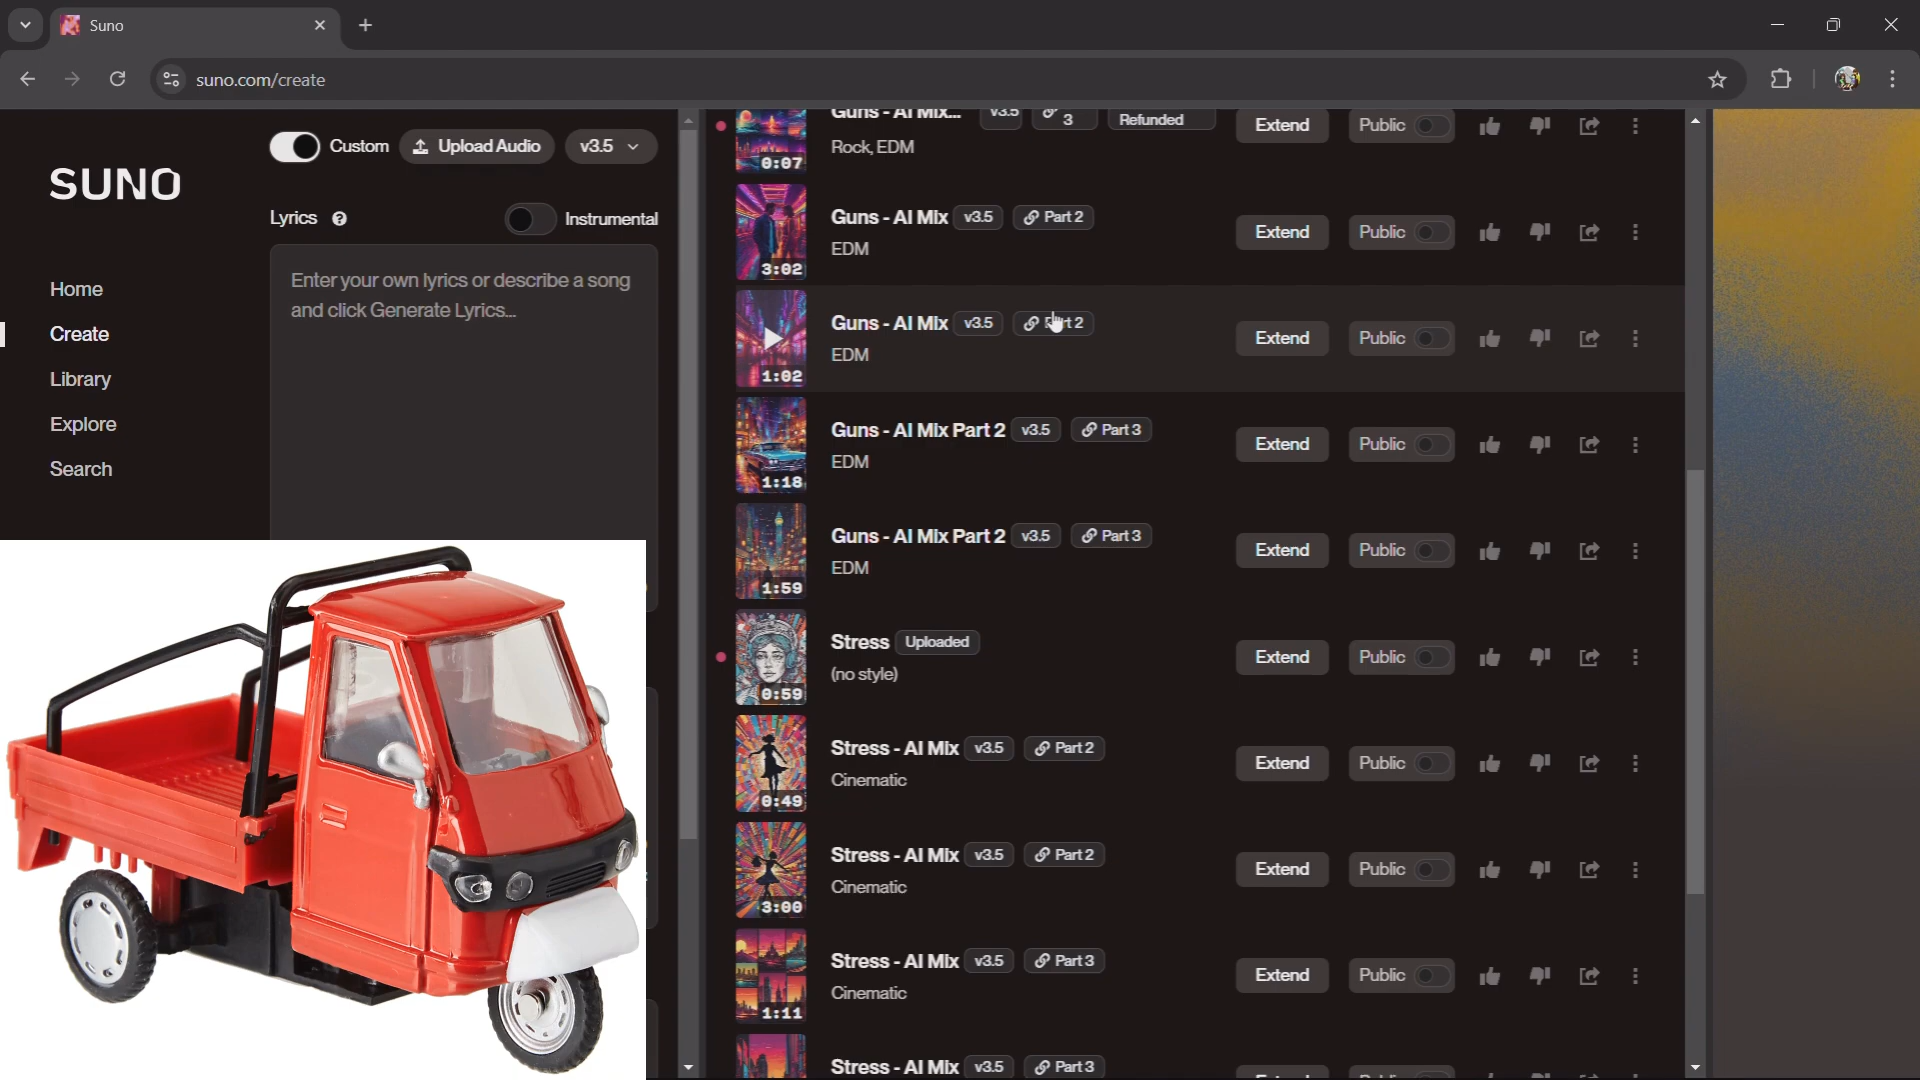 Suno
suno.com/create
SUNO
Home
Create
Library
Explore
Search
Custom
Upload Audio
v3.5
Lyrics
Instrumental
Enter your own lyrics or describe a song
and click Generate Lyrics...
Guns - AI Mix... v3.5 3 Refunded
Rock, EDM
0:07
Extend Public
Guns - AI Mix v3.5 Part 2
EDM
3:02
Extend Public
Guns - AI Mix v3.5 Part 2
EDM
1:02
Extend Public
Guns - AI Mix Part 2 v3.5 Part 3
EDM
1:18
Extend Public
Guns - AI Mix Part 2 v3.5 Part 3
EDM
1:59
Extend Public
Stress Uploaded
(no style)
0:59
Extend Public
Stress - AI Mix v3.5 Part 2
Cinematic
0:49
Extend Public
Stress - AI Mix v3.5 Part 2
Cinematic
3:00
Extend Public
Stress - AI Mix v3.5 Part 3
Cinematic
1:11
Extend Public
Stress - AI Mix v3.5 Part 3